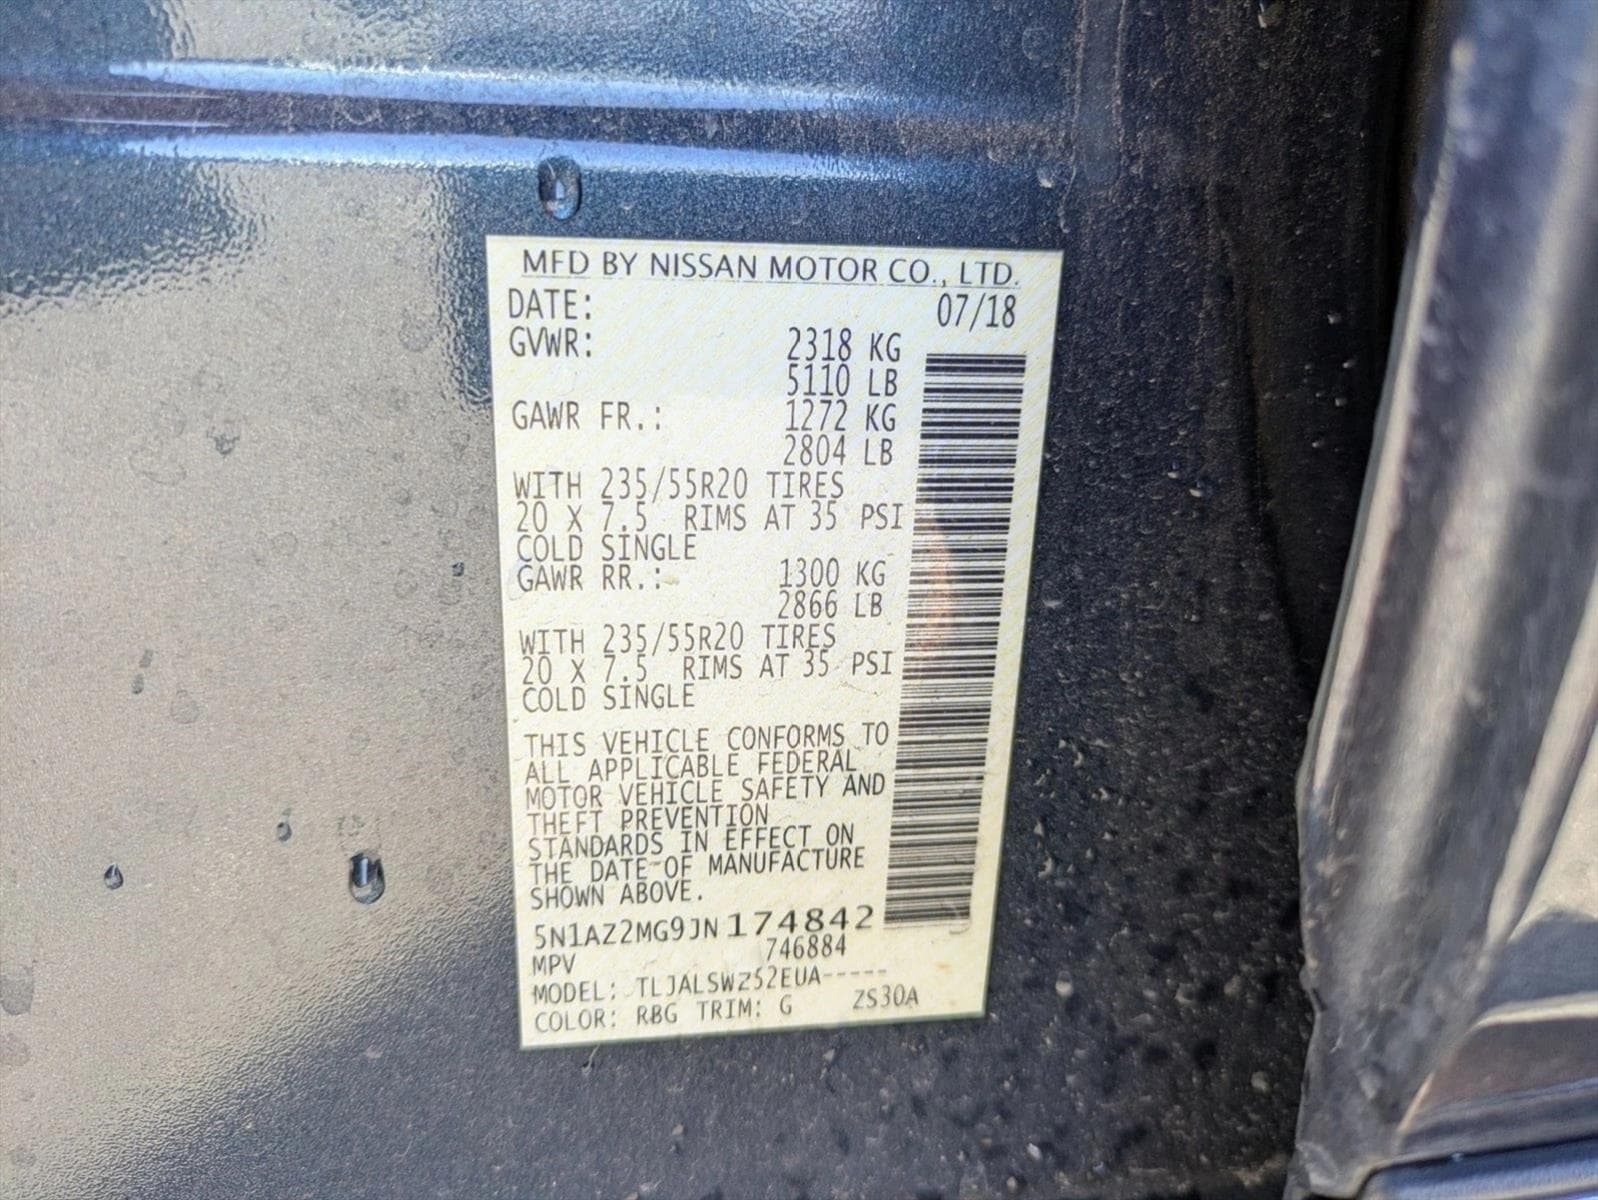 MFD BY NISSAN MOTOR CO., LTD.
DATE: 07/18
GVWR: 2318 KG
5110 LB
GAWR FR.: 1272 KG
2804 LB
WITH 235/55R20 TIRES
20 X 7.5 RIMS AT 35 PSI
COLD SINGLE
GAWR RR.: 1300 KG
2866 LB
WITH 235/55R20 TIRES
20 X 7.5 RIMS AT 35 PSI
COLD SINGLE
THIS VEHICLE CONFORMS TO
ALL APPLICABLE FEDERAL
MOTOR VEHICLE SAFETY AND
THEFT PREVENTION
STANDARDS IN EFFECT ON
THE DATE OF MANUFACTURE
SHOWN ABOVE.
5N1AZ2MG9JN174842
MPV 746884
MODEL: TLJALSWZ52EUA-----
COLOR: RBG TRIM: G ZS30A